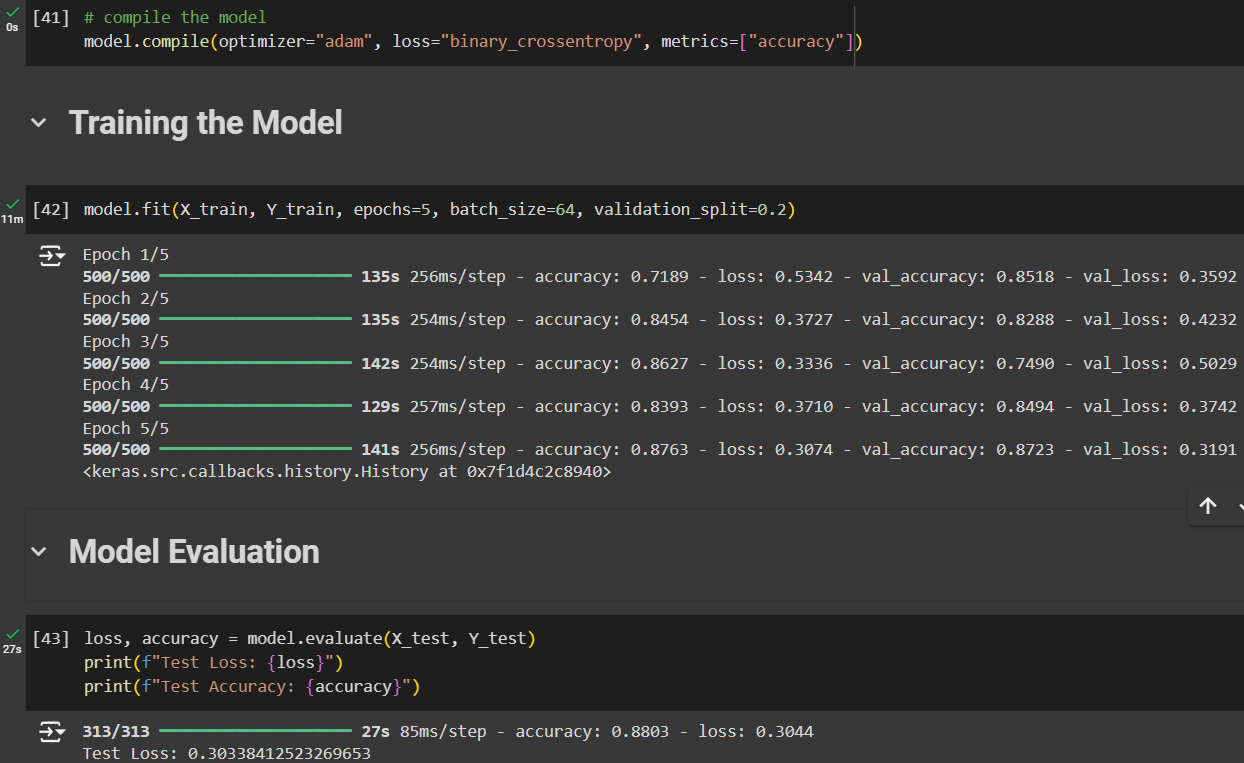 [41] # compile the model
0s
model.compile(optimizer="adam", loss="binary_crossentropy", metrics=["accuracy"])
Training the Model
[42] model.fit(X_train, Y_train, epochs=5, batch_size=64, validation_split=0.2)
11m
Epoch 1/5
500/500 135s 256ms/step - accuracy: 0.7189 - loss: 0.5342 - val_accuracy: 0.8518 - val_loss: 0.3592
Epoch 2/5
500/500 135s 254ms/step - accuracy: 0.8454 - loss: 0.3727 - val_accuracy: 0.8288 - val_loss: 0.4232
Epoch 3/5
500/500 142s 254ms/step - accuracy: 0.8627 - loss: 0.3336 - val_accuracy: 0.7490 - val_loss: 0.5029
Epoch 4/5
500/500 129s 257ms/step - accuracy: 0.8393 - loss: 0.3710 - val_accuracy: 0.8494 - val_loss: 0.3742
Epoch 5/5
500/500 141s 256ms/step - accuracy: 0.8763 - loss: 0.3074 - val_accuracy: 0.8723 - val_loss: 0.3191
<keras.src.callbacks.history.History at 0x7f1d4c2c8940>
Model Evaluation
[43] loss, accuracy = model.evaluate(X_test, Y_test)
27s
print(f"Test Loss: {loss}")
print(f"Test Accuracy: {accuracy}")
313/313 27s 85ms/step - accuracy: 0.8803 - loss: 0.3044
Test Loss: 0.30338412523269653